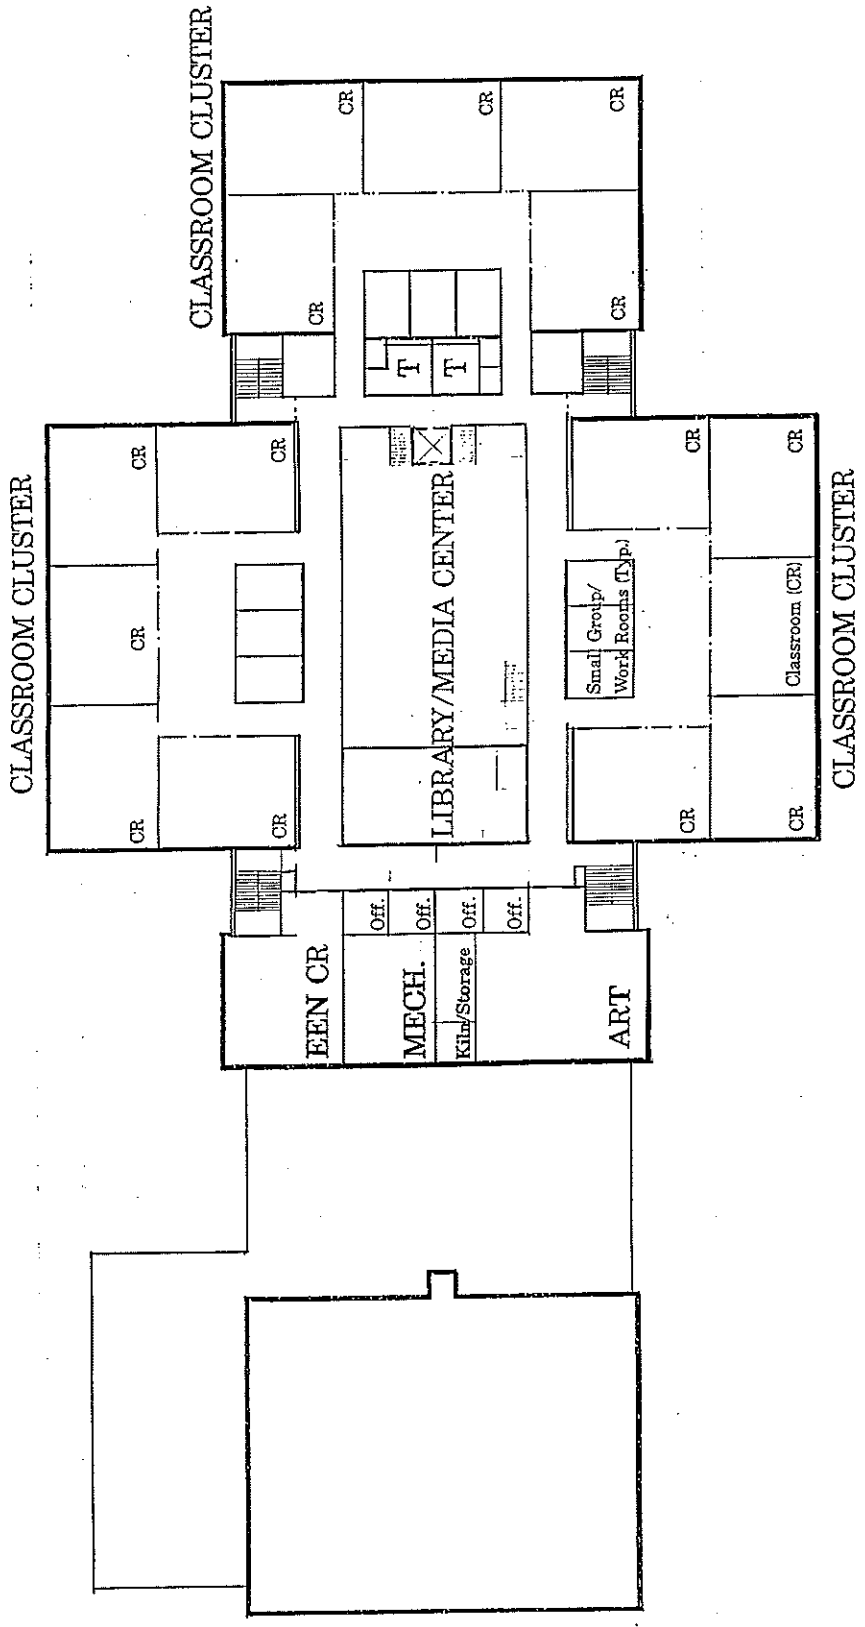 CLASSROOM CLUSTER
CR
CR
CR
CR
CR
CLASSROOM CLUSTER
CR
CR
CR
CR
CR
T
T
LIBRARY/MEDIA CENTER
Small Group/
Work Rooms (Typ.)
CR
CR
Classroom (CR)
CR
CR
CLASSROOM CLUSTER
Off.
Off.
Off.
Off.
EEN CR
MECH.
Kiln/Storage
ART